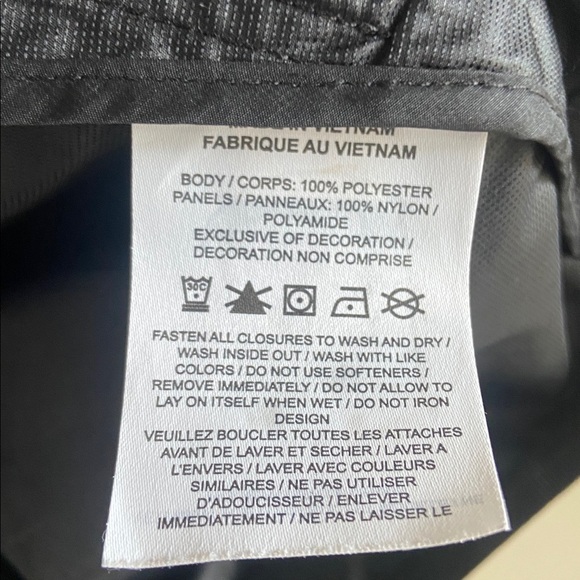 MADE IN VIETNAM
FABRIQUE AU VIETNAM
BODY / CORPS: 100% POLYESTER
PANELS / PANNEAUX: 100% NYLON /
POLYAMIDE
EXCLUSIVE OF DECORATION /
DECORATION NON COMPRISE
30C
FASTEN ALL CLOSURES TO WASH AND DRY /
WASH INSIDE OUT / WASH WITH LIKE
COLORS / DO NOT USE SOFTENERS /
REMOVE IMMEDIATELY / DO NOT ALLOW TO
LAY ON ITSELF WHEN WET / DO NOT IRON
DESIGN
VEUILLEZ BOUCLER TOUTES LES ATTACHES
AVANT DE LAVER ET SECHER / LAVER A
L'ENVERS / LAVER AVEC COULEURS
SIMILAIRES / NE PAS UTILISER
D'ADOUCISSEUR / ENLEVER
IMMEDIATEMENT / NE PAS LAISSER LE